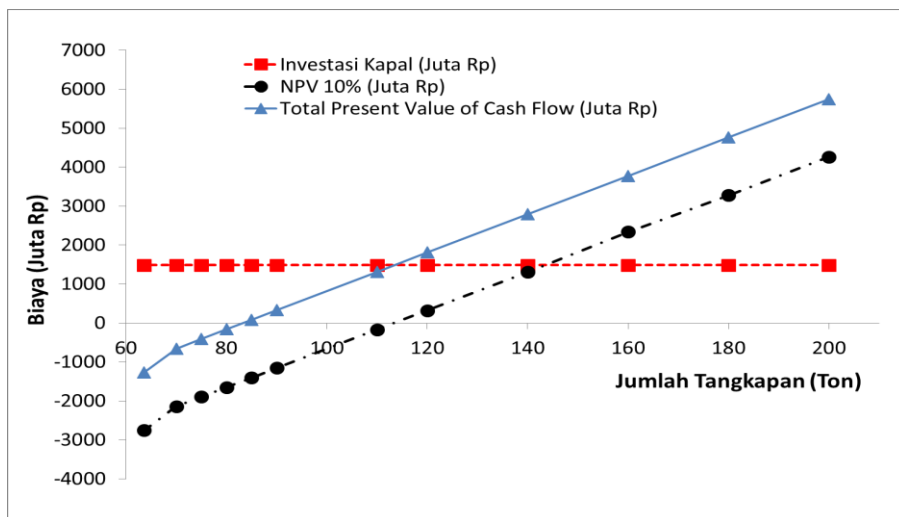 7000
6000
5000
4000
3000
2000
1000
0
-1000
-2000
-3000
-4000
Biaya (Juta Rp)
Investasi Kapal (Juta Rp)
NPV 10% (Juta Rp)
Total Present Value of Cash Flow (Juta Rp)
60 80 100 120 140 160 180 200
Jumlah Tangkapan (Ton)